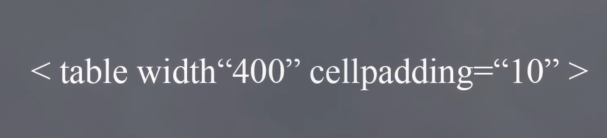 < table width“400” cellpadding=“10” >